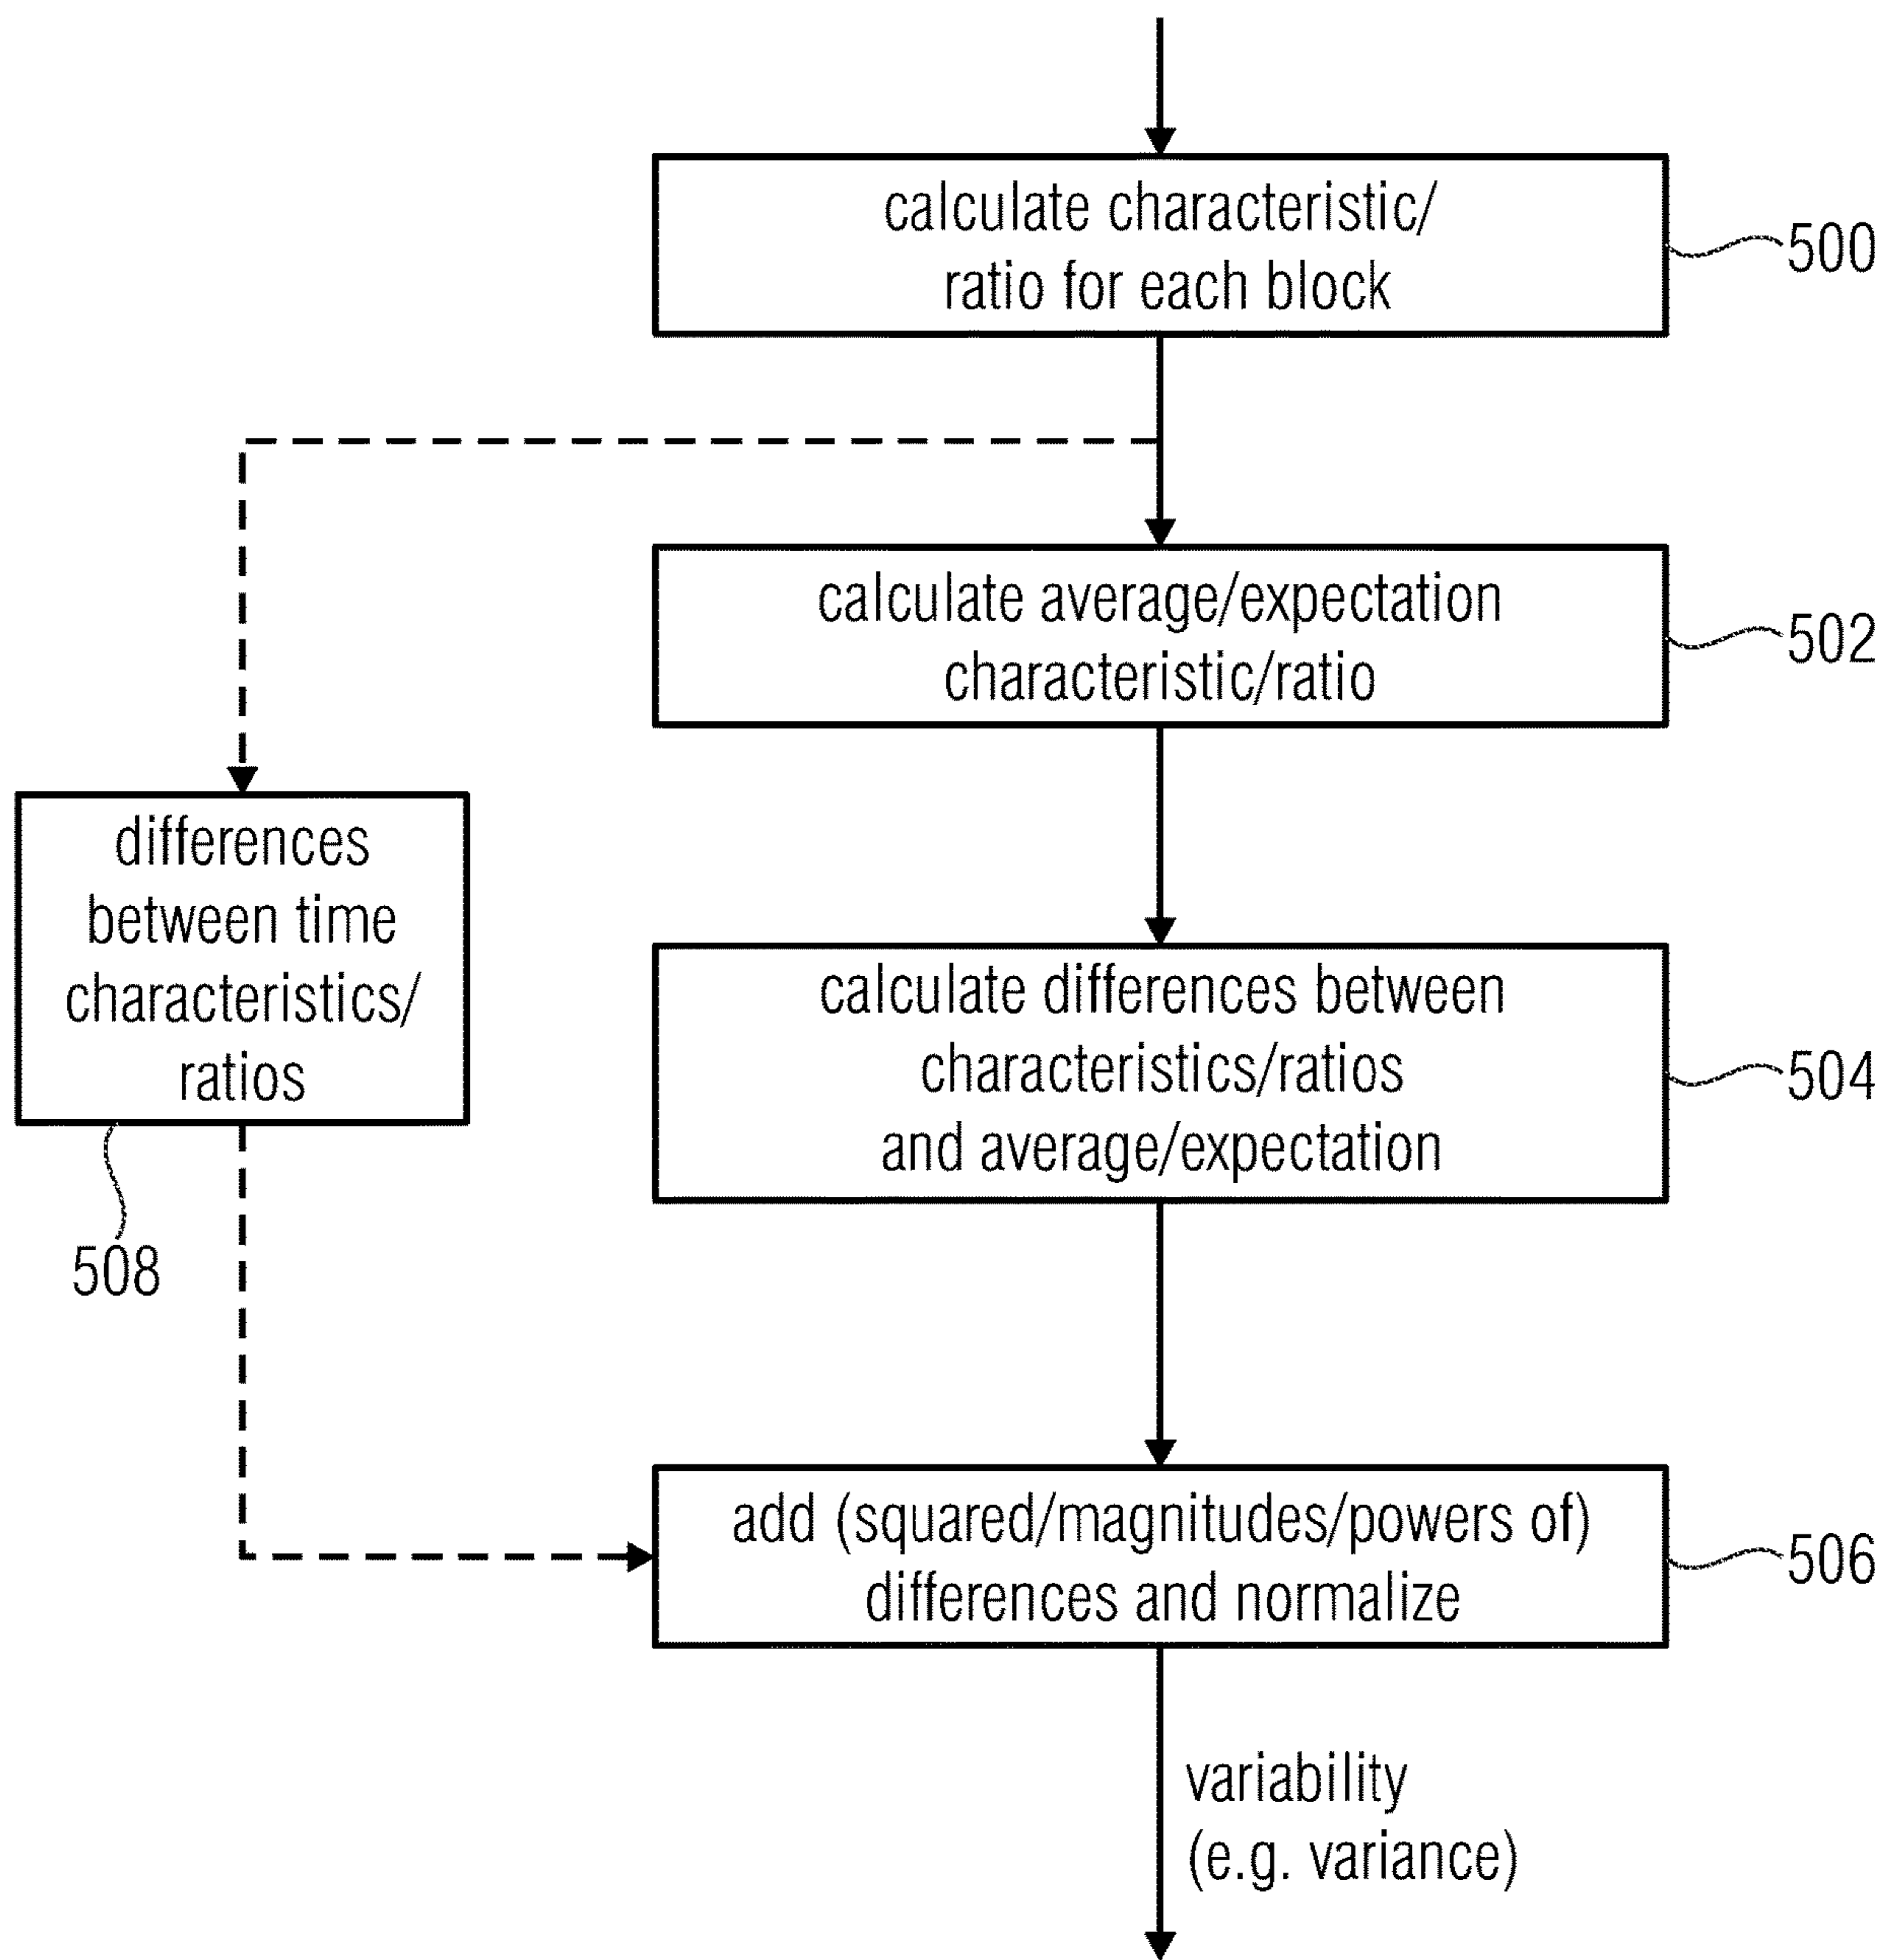 calculate characteristic/
ratio for each block
500
calculate average/expectation
characteristic/ratio
502
differences
between time
characteristics/
ratios
508
calculate differences between
characteristics/ratios
and average/expectation
504
add (squared/magnitudes/powers of)
differences and normalize
506
variability
(e.g. variance)